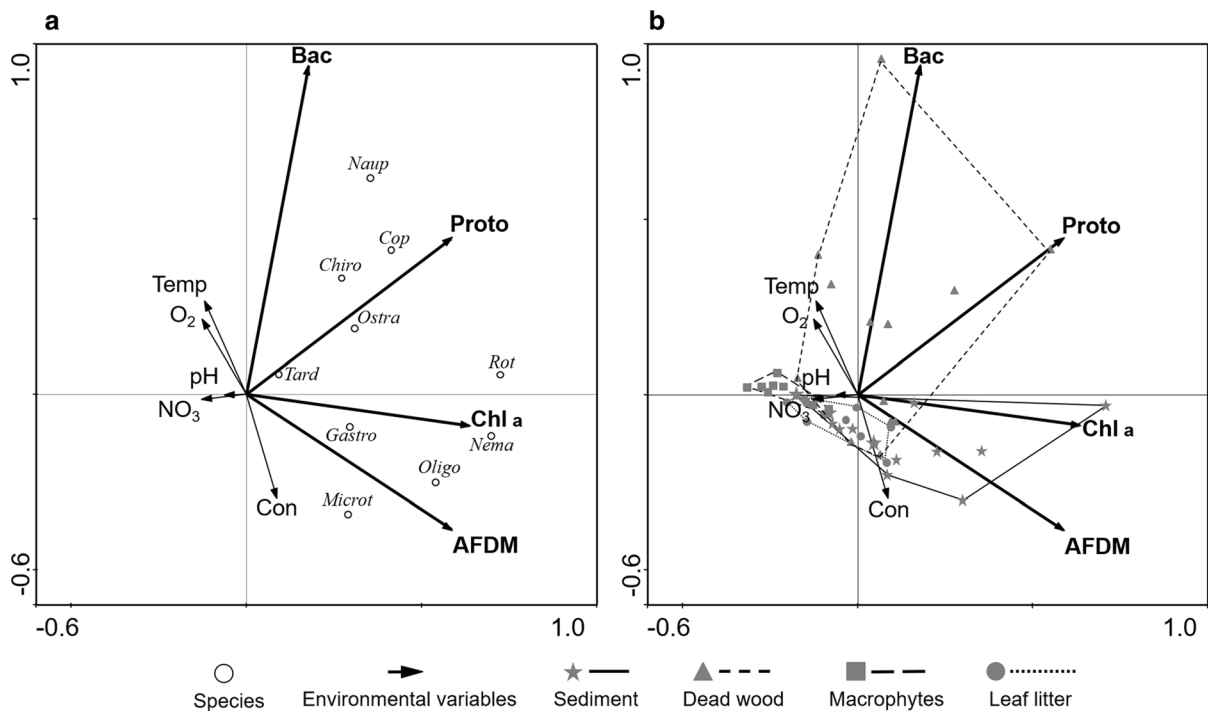 a
b
1.0
-0.6
-0.6
1.0
Bac
Naup
Proto
Cop
Chiro
Temp
O2
Ostra
Rot
pH
Tard
NO3
Chl a
Gastro
Nema
Oligo
Microt
Con
AFDM
1.0
-0.6
-0.6
1.0
Bac
Proto
Temp
O2
pH
NO3
Chl a
Con
AFDM
Species
Environmental variables
Sediment
Dead wood
Macrophytes
Leaf litter